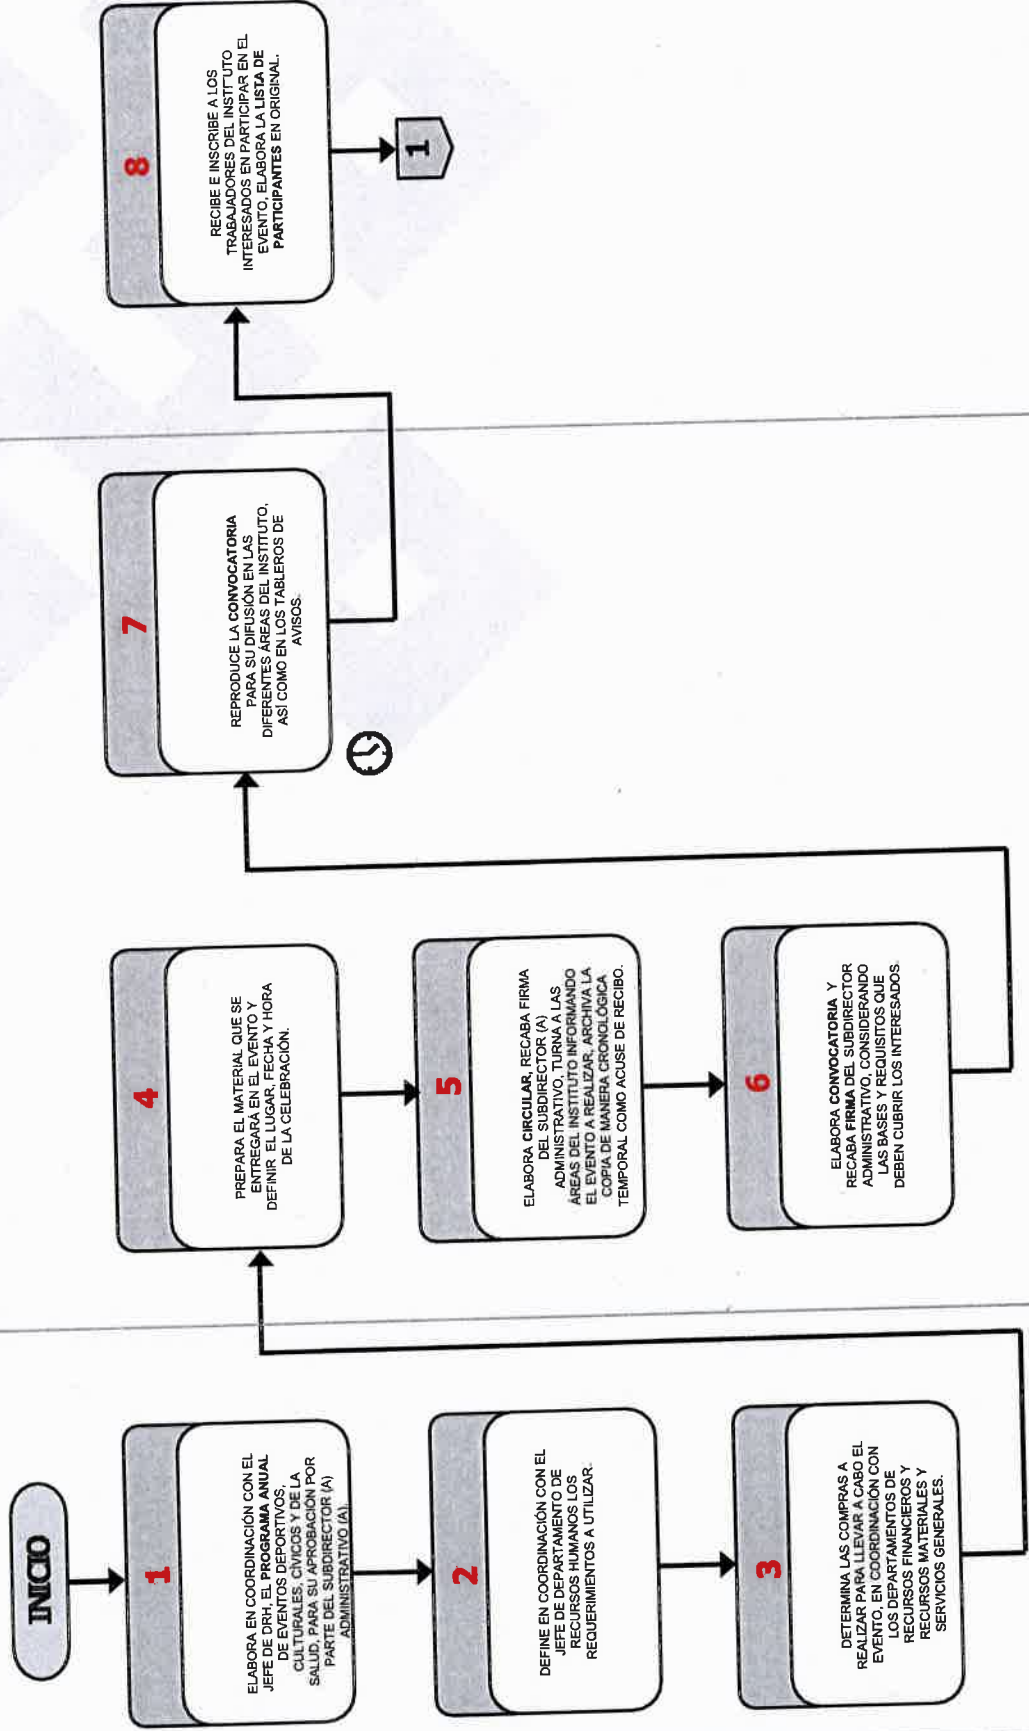 INICIO
1
ELABORA EN COORDINACIÓN CON EL
JEFE DE DRH, EL PROGRAMA ANUAL
DE EVENTOS DEPORTIVOS,
CULTURALES, CÍVICOS Y DE LA
SALUD, PARA SU APROBACIÓN POR
PARTE DEL SUBDIRECTOR (A)
ADMINISTRATIVO (A).
2
DEFINE EN COORDINACIÓN CON EL
JEFE DE DEPARTAMENTO DE
RECURSOS HUMANOS LOS
REQUERIMIENTOS A UTILIZAR.
3
DETERMINA LAS COMPRAS A
REALIZAR PARA LLEVAR A CABO EL
EVENTO, EN COORDINACIÓN CON
LOS DEPARTAMENTOS DE
RECURSOS FINANCIEROS Y
RECURSOS MATERIALES Y
SERVICIOS GENERALES.
4
PREPARA EL MATERIAL QUE SE
ENTREGARÁ EN EL EVENTO Y
DEFINIR EL LUGAR, FECHA Y HORA
DE LA CELEBRACIÓN.
5
ELABORA CIRCULAR, RECABA FIRMA
DEL SUBDIRECTOR (A)
ADMINISTRATIVO, TURNA A LAS
ÁREAS DEL INSTITUTO INFORMANDO
EL EVENTO A REALIZAR, ARCHIVA LA
COPIA DE MANERA CRONOLÓGICA
TEMPORAL COMO ACUSE DE RECIBO.
6
ELABORA CONVOCATORIA Y
RECABA FIRMA DEL SUBDIRECTOR
ADMINISTRATIVO, CONSIDERANDO
LAS BASES Y REQUISITOS QUE
DEBEN CUBRIR LOS INTERESADOS.
7
REPRODUCE LA CONVOCATORIA
PARA SU DIFUSIÓN EN LAS
DIFERENTES ÁREAS DEL INSTITUTO,
ASÍ COMO EN LOS TABLEROS DE
AVISOS.
8
RECIBE E INSCRIBE A LOS
TRABAJADORES DEL INSTITUTO
INTERESADOS EN PARTICIPAR EN EL
EVENTO, ELABORA LA LISTA DE
PARTICIPANTES EN ORIGINAL.
1